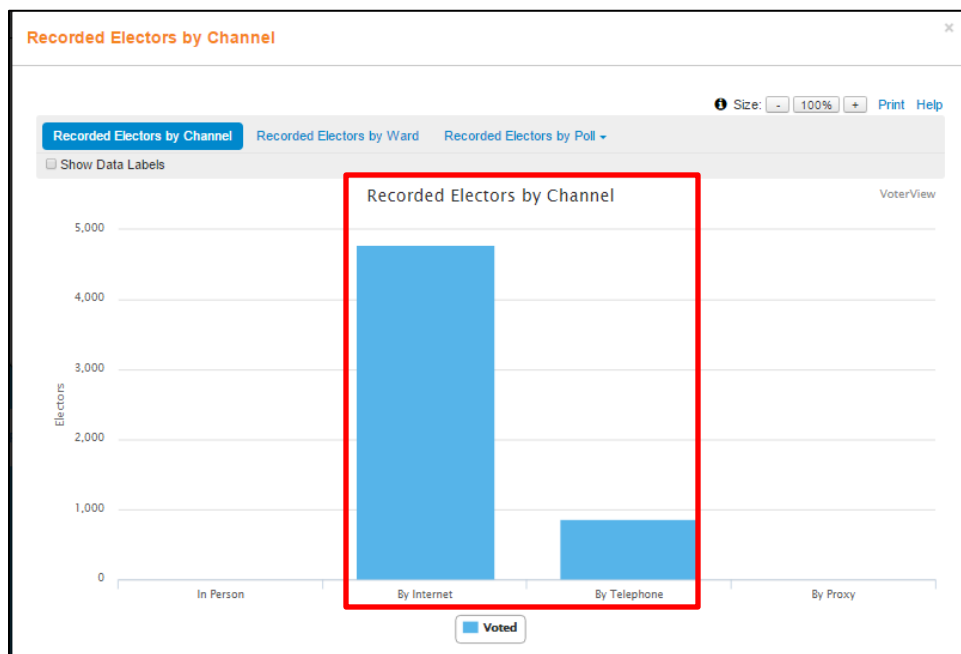 Recorded Electors by Channel
×
Size: - 100% + Print Help
Recorded Electors by Channel Recorded Electors by Ward Recorded Electors by Poll
Show Data Labels
Recorded Electors by Channel
VoterView
5,000
4,000
3,000
2,000
1,000
0
Electors
In Person By Internet By Telephone By Proxy
Voted